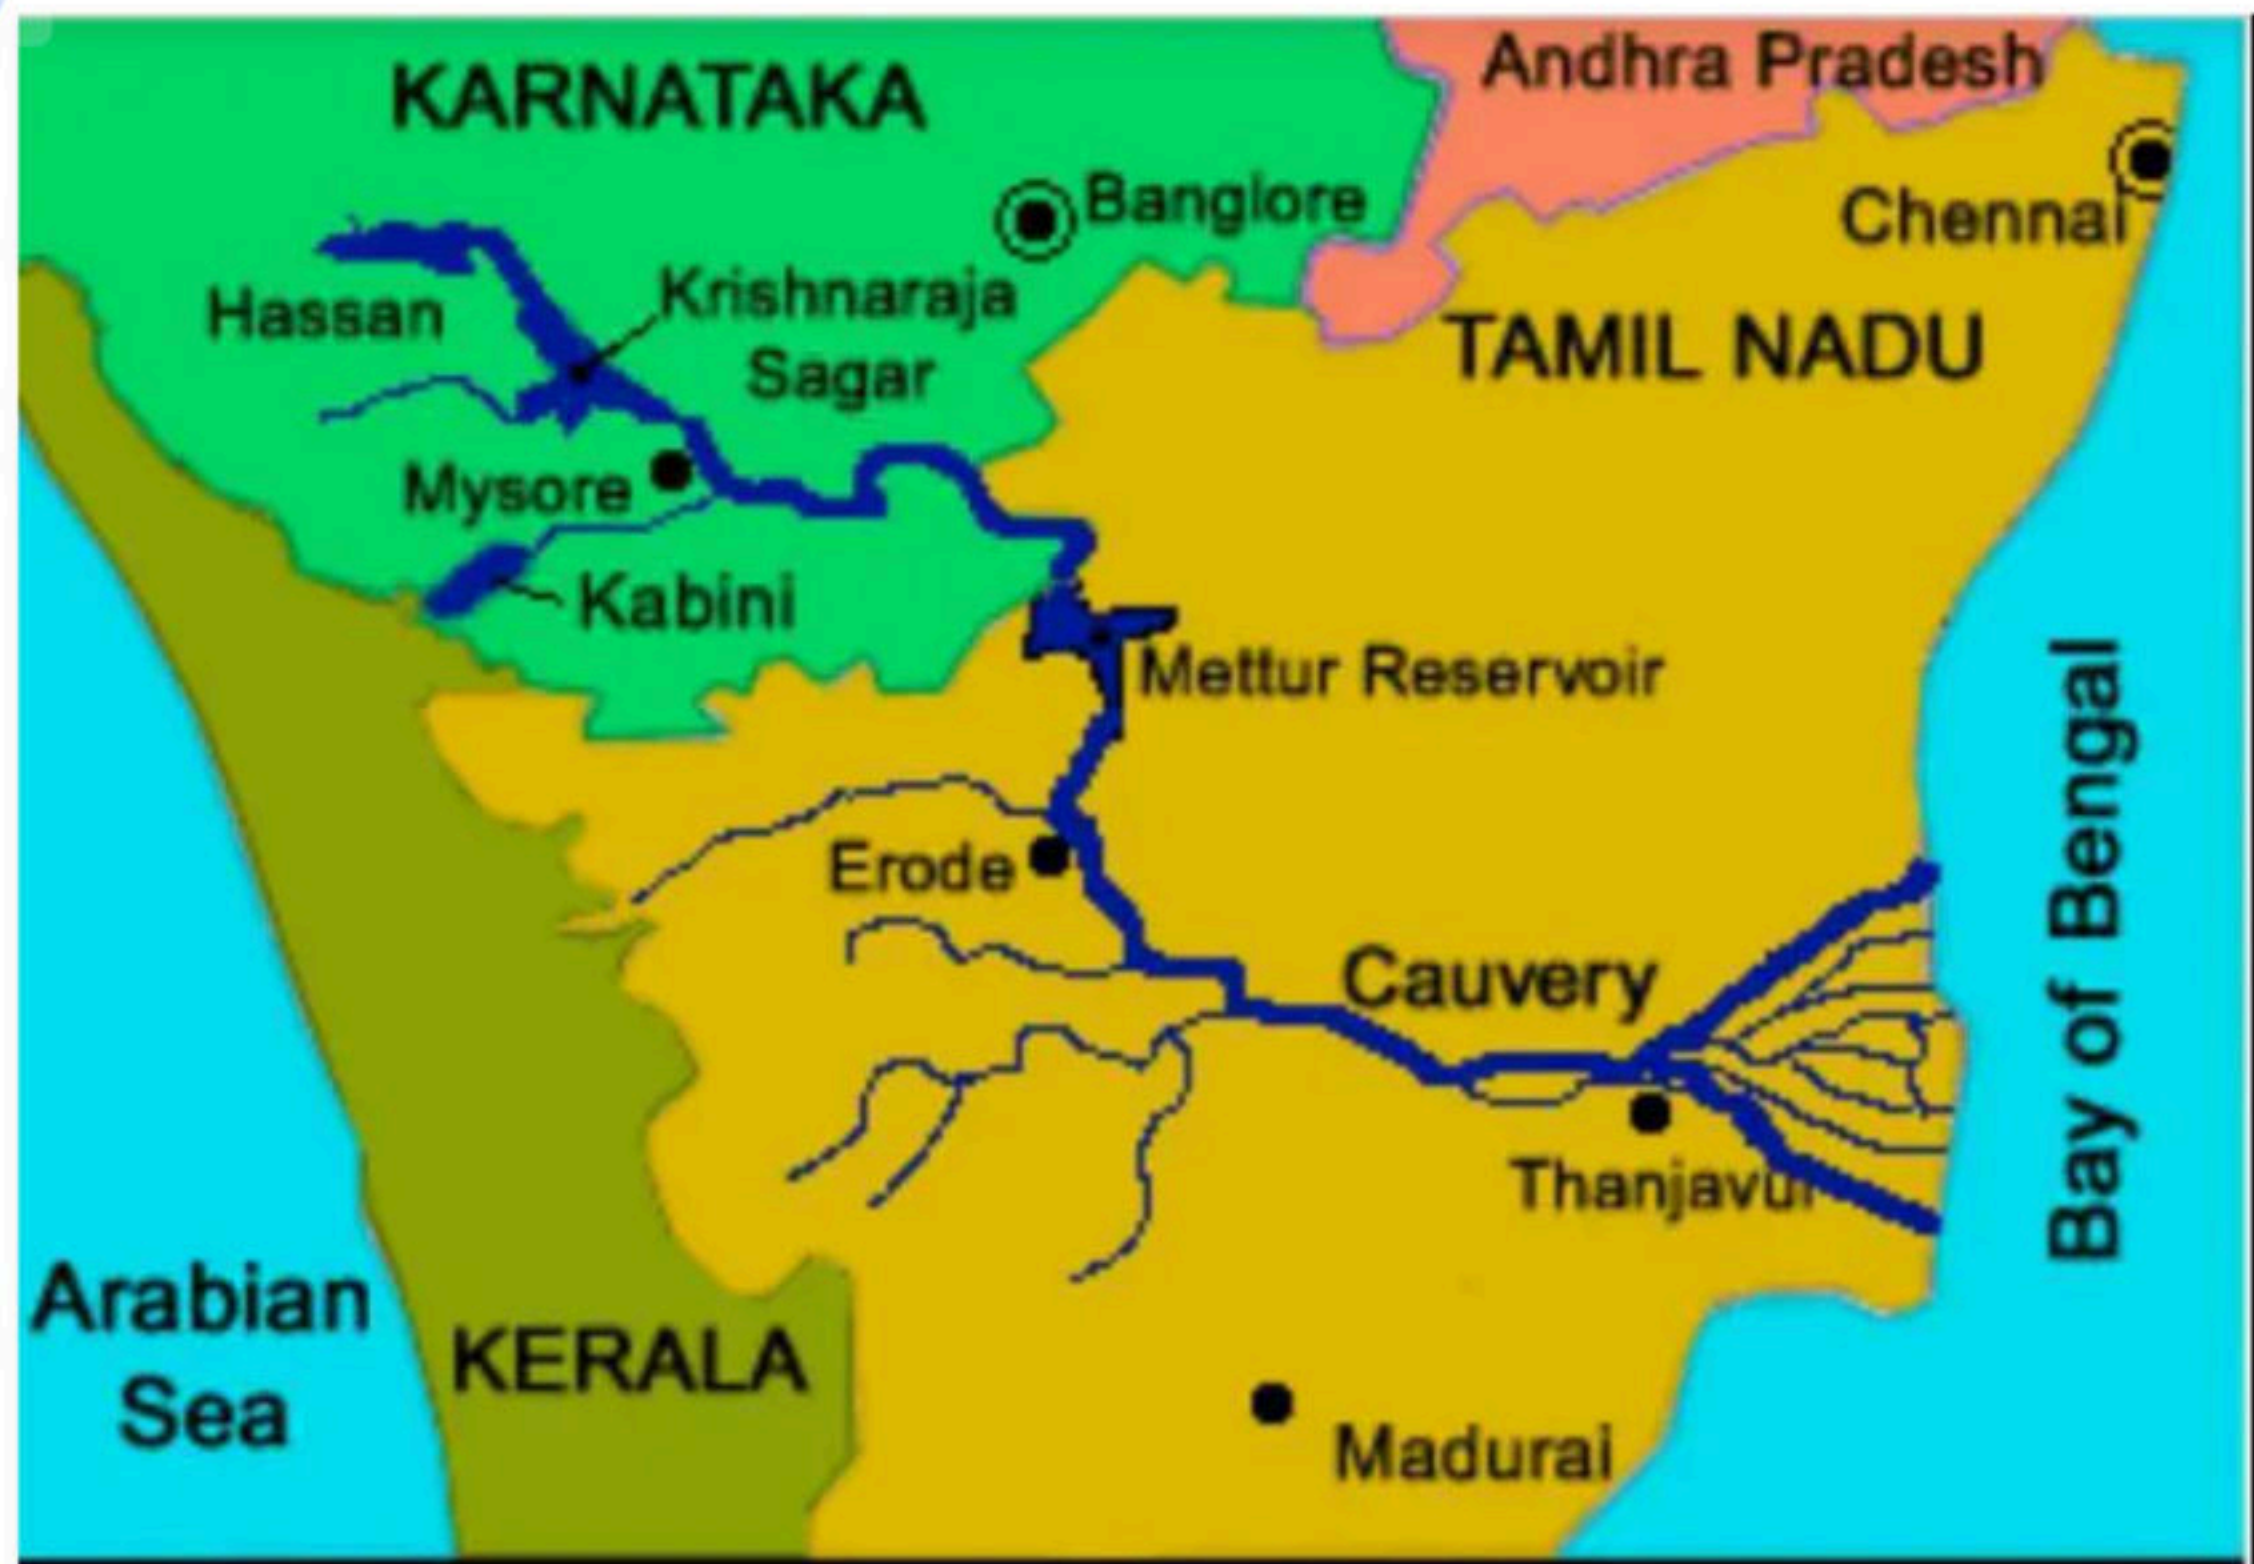 KARNATAKA
Andhra Pradesh
Banglore
Chennai
Hassan
Krishnaraja
Sagar
TAMIL NADU
Mysore
Kabini
Mettur Reservoir
Bay of Bengal
Erode
Cauvery
Thanjavur
Arabian
Sea
KERALA
Madurai